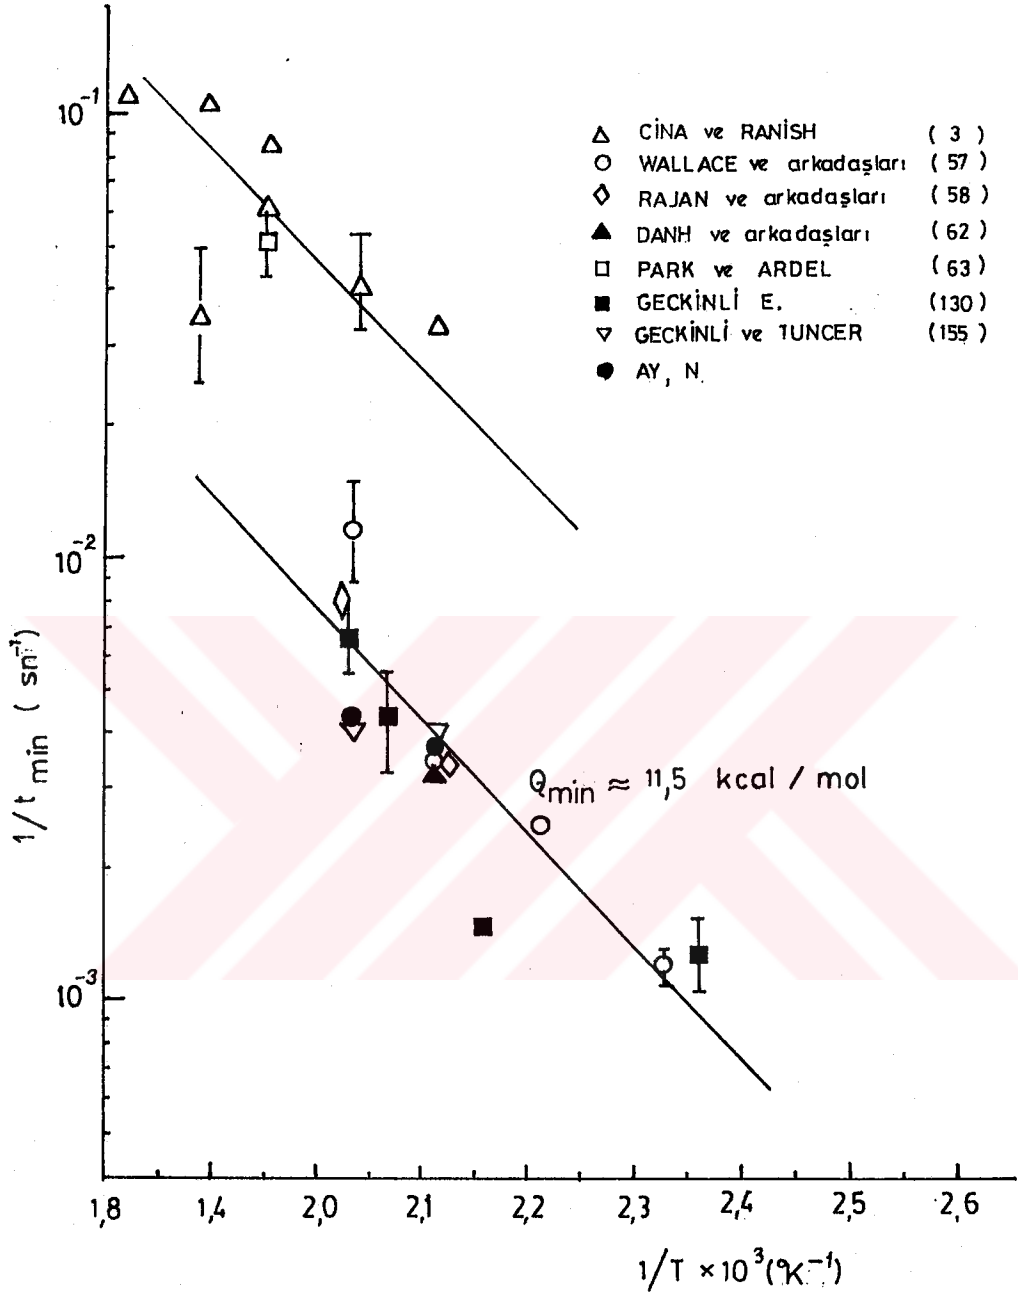 10⁻¹
△ CİNA ve RANİSH (3)
○ WALLACE ve arkadaşları (57)
◇ RAJAN ve arkadaşları (58)
▲ DANH ve arkadaşları (62)
□ PARK ve ARDEL (63)
■ GECKİNLİ E. (130)
▽ GECKİNLİ ve TUNCER (155)
● AY, N.
10⁻²
1/t min ( sn⁻¹)
Qmin ≈ 11,5 kcal / mol
10⁻³
1,8 1,4 2,0 2,1 2,2 2,3 2,4 2,5 2,6
1/T × 10³ (°K⁻¹)